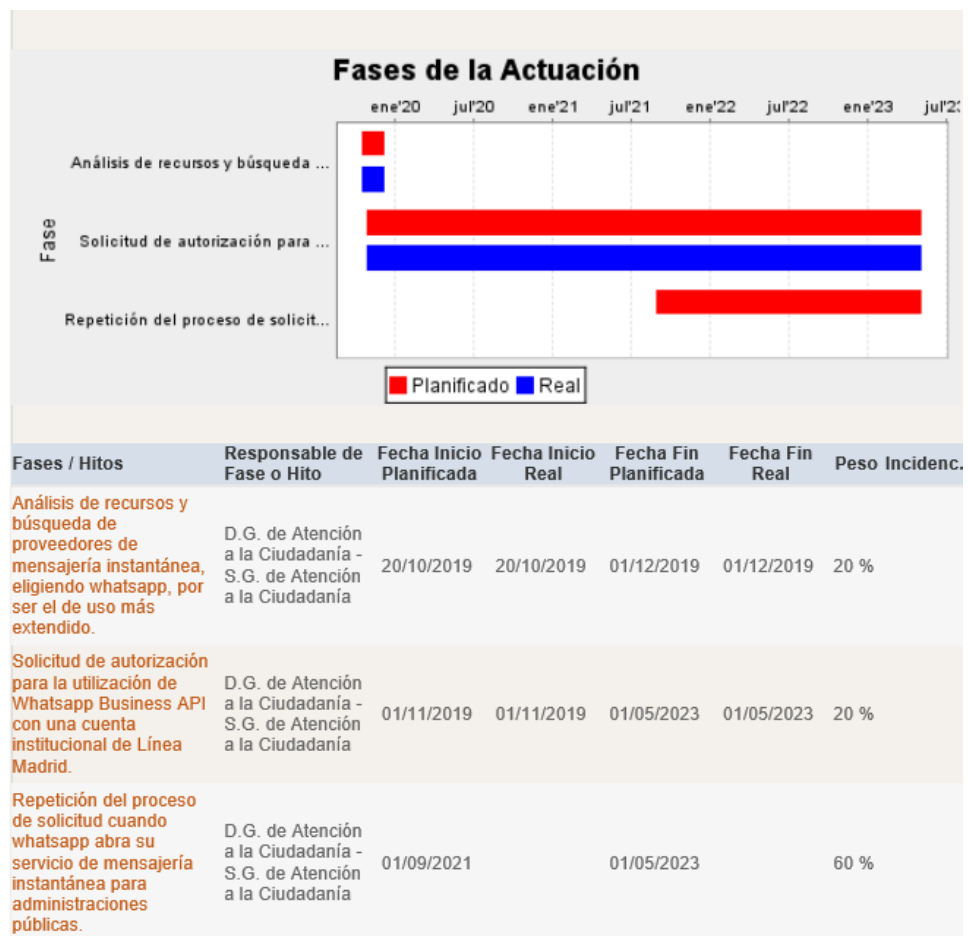 Fases de la Actuación
ene'20 jul'20 ene'21 jul'21 ene'22 jul'22 ene'23 jul'2
Análisis de recursos y búsqueda ...
Fase
Solicitud de autorización para ...
Repetición del proceso de solicit...
Planificado Real
Fases / Hitos
Responsable de
Fase o Hito
Fecha Inicio
Planificada
Fecha Inicio
Real
Fecha Fin
Planificada
Fecha Fin
Real
Peso
Incidenc.
Análisis de recursos y
búsqueda de
proveedores de
mensajería instantánea,
eligiendo whatsapp, por
ser el de uso más
extendido.
D.G. de Atención
a la Ciudadanía -
S.G. de Atención
a la Ciudadanía
20/10/2019
20/10/2019
01/12/2019
01/12/2019
20 %
Solicitud de autorización
para la utilización de
Whatsapp Business API
con una cuenta
institucional de Línea
Madrid.
D.G. de Atención
a la Ciudadanía -
S.G. de Atención
a la Ciudadanía
01/11/2019
01/11/2019
01/05/2023
01/05/2023
20 %
Repetición del proceso
de solicitud cuando
whatsapp abra su
servicio de mensajería
instantánea para
administraciones
públicas.
D.G. de Atención
a la Ciudadanía -
S.G. de Atención
a la Ciudadanía
01/09/2021
01/05/2023
60 %